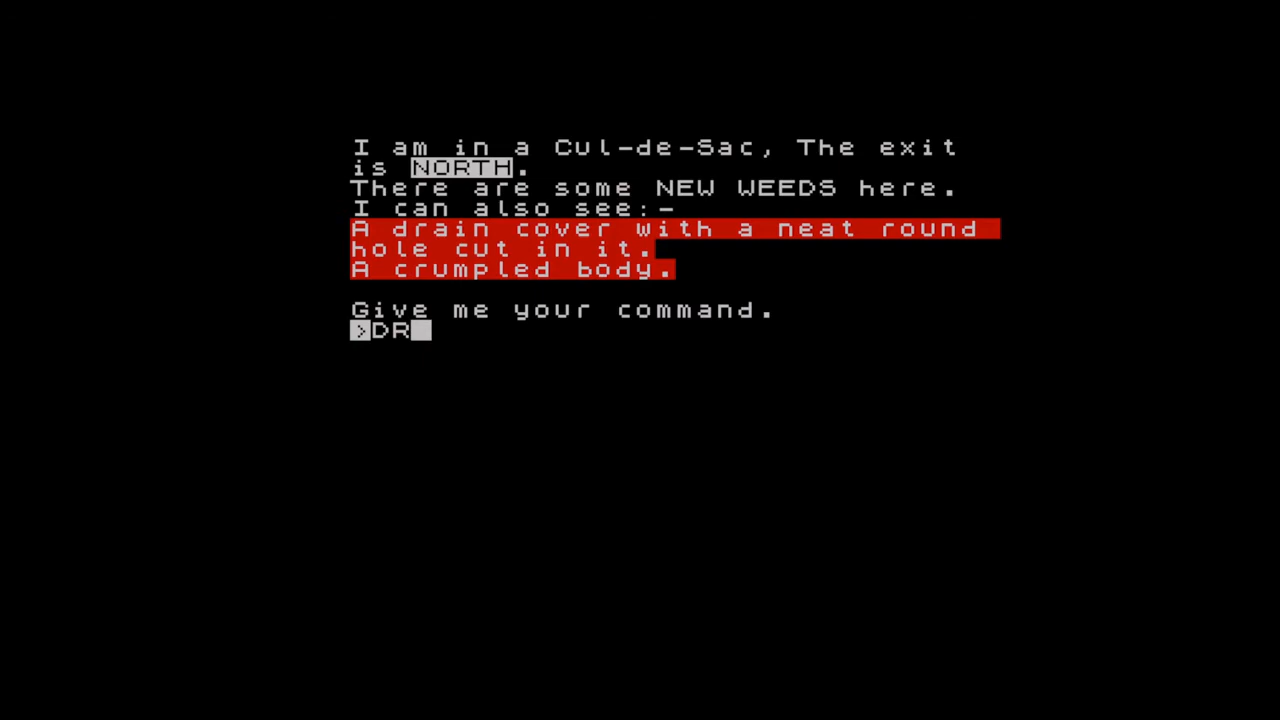 I am in a Cul-de-Sac, The exit
is NORTH.
There are some NEW WEEDS here.
I can also see:-
A drain cover with a neat round
hole cut in it.
A crumpled body.
Give me your command.
>DR